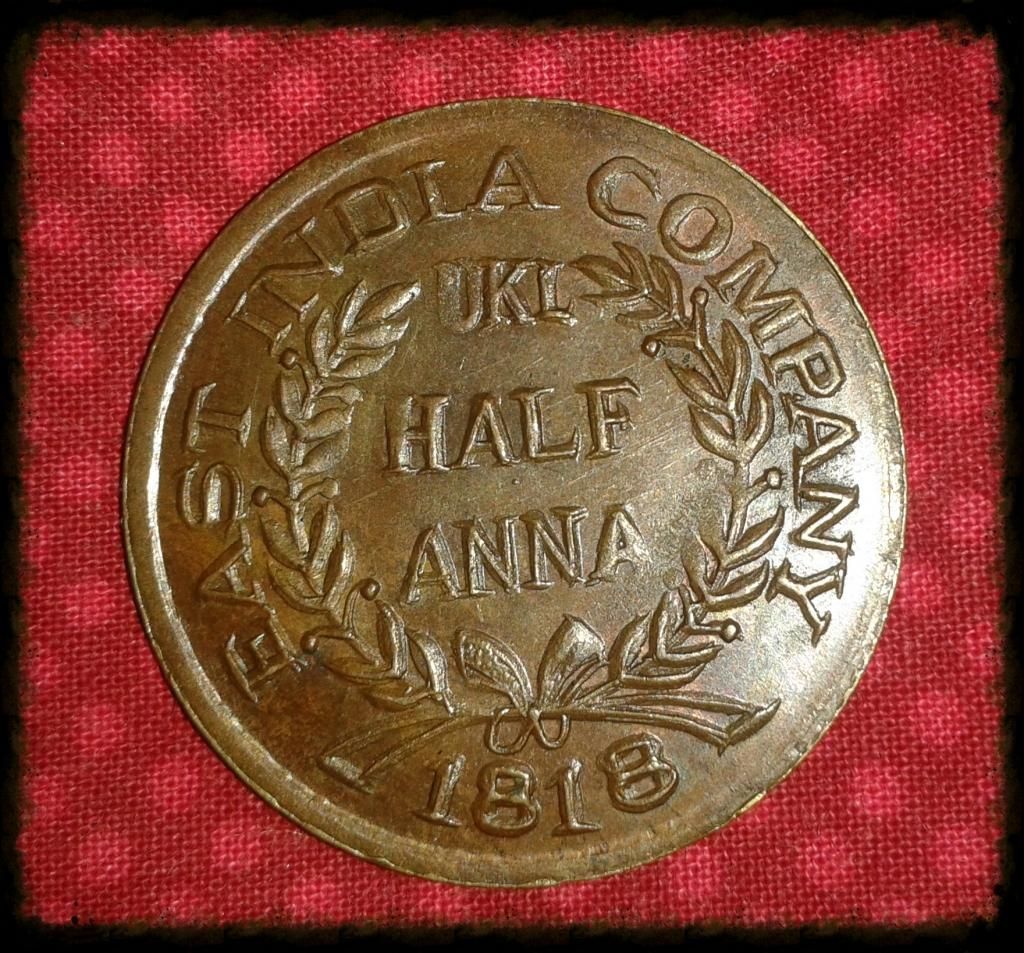 EAST INDIA COMPANY
UKL
HALF
ANNA
1818